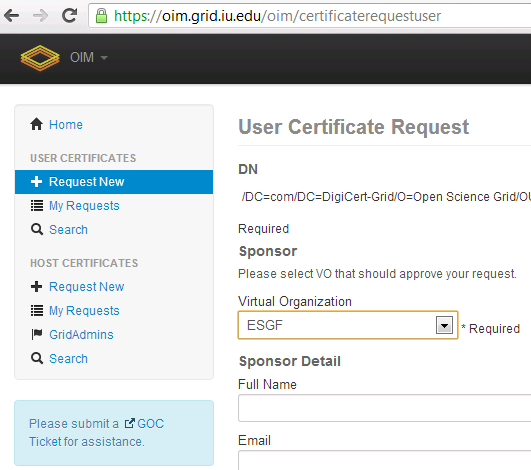 https://oim.grid.iu.edu/oim/certificaterequestuser
OIM
Home
USER CERTIFICATES
Request New
My Requests
Search
HOST CERTIFICATES
Request New
My Requests
GridAdmins
Search
Please submit a GOC
Ticket for assistance.
User Certificate Request
DN
/DC=com/DC=DigiCert-Grid/O=Open Science Grid/OU
Required
Sponsor
Please select VO that should approve your request.
Virtual Organization
ESGF
* Required
Sponsor Detail
Full Name
Email